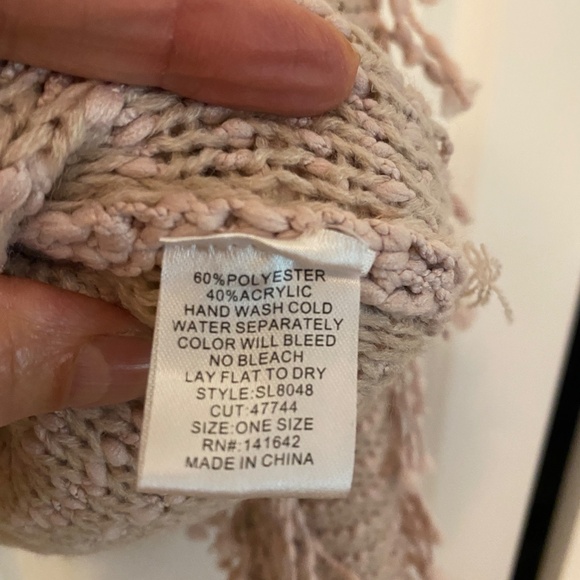 60%POLYESTER
40%ACRYLIC
HAND WASH COLD
WATER SEPARATELY
COLOR WILL BLEED
NO BLEACH
LAY FLAT TO DRY
STYLE:SL8048
CUT:47744
SIZE:ONE SIZE
RN#:141642
MADE IN CHINA